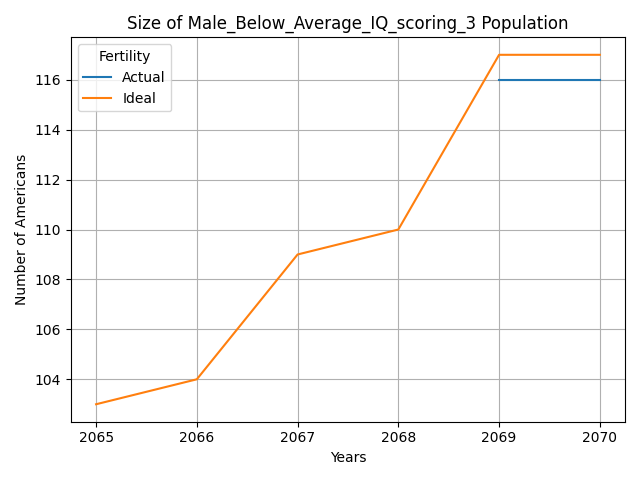 Size of Male_Below_Average_IQ_scoring_3 Population
Fertility
Actual
Ideal
116
114
112
110
108
106
104
Number of Americans
2065 2066 2067 2068 2069 2070
Years